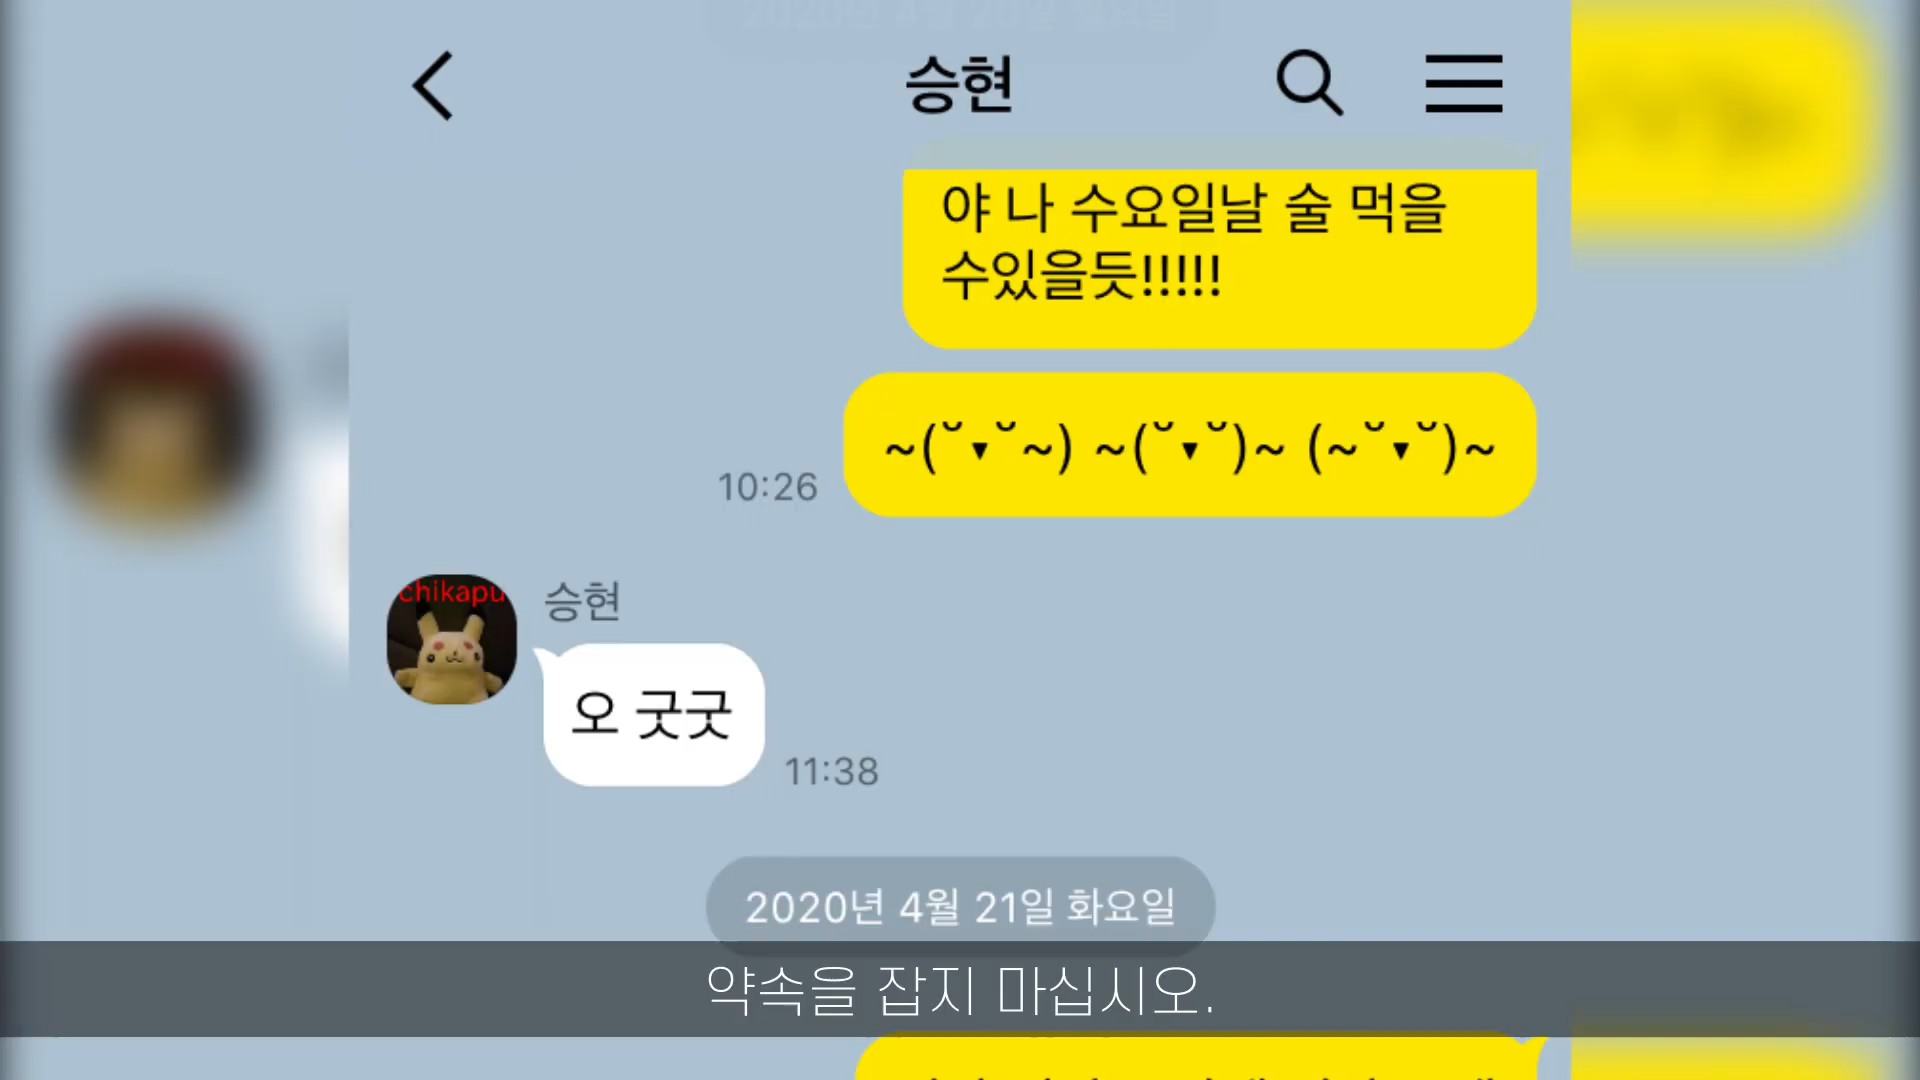 승현
야 나 수요일날 술 먹을
수있을듯!!!!!
~(˘▾˘~) ~(˘▾˘)~ (~˘▾˘)~
10:26
chikapu
승현
오 굿굿
11:38
2020년 4월 21일 화요일
약속을 잡지 마십시오.